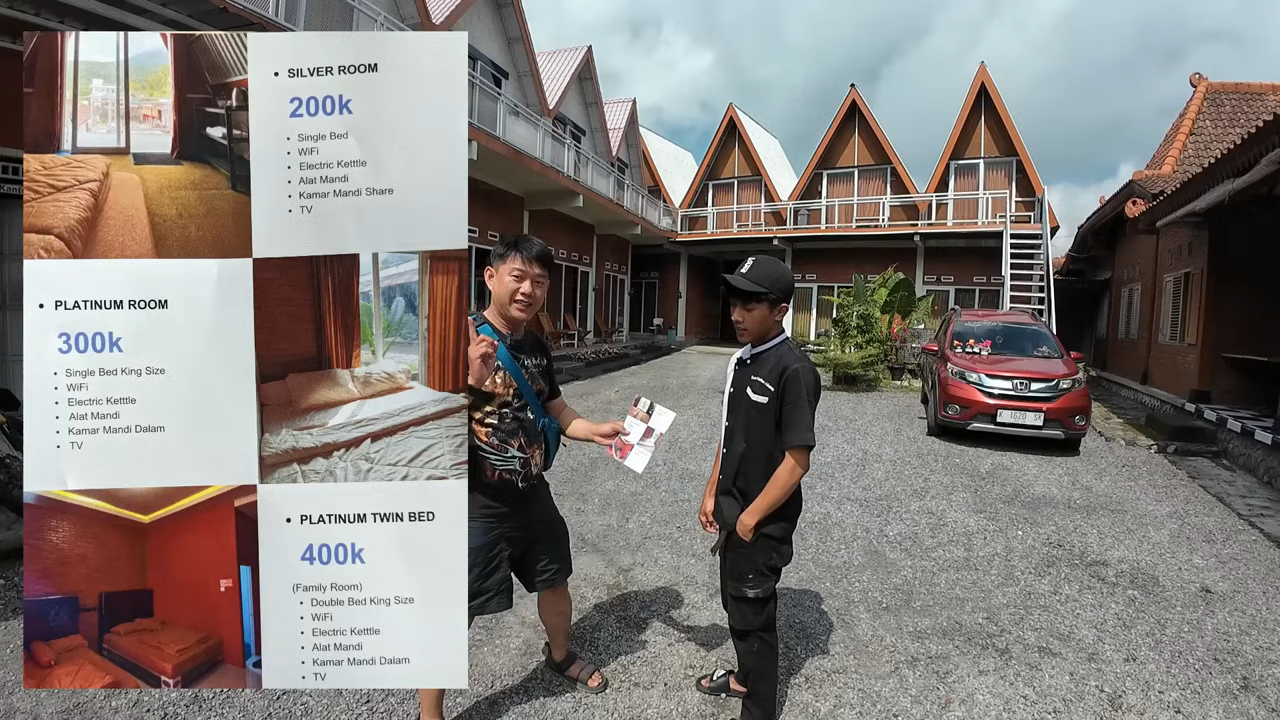 • SILVER ROOM
200k
• Single Bed
• WiFi
• Electric Ketttle
• Alat Mandi
• Kamar Mandi Share
• TV
• PLATINUM ROOM
300k
• Single Bed King Size
• WiFi
• Electric Kettle
• Alat Mandi
• Kamar Mandi Dalam
• TV
• PLATINUM TWIN BED
400k
(Family Room)
• Double Bed King Size
• WiFi
• Electric Ketttle
• Alat Mandi
• Kamar Mandi Dalam
• TV
K 1620 SK